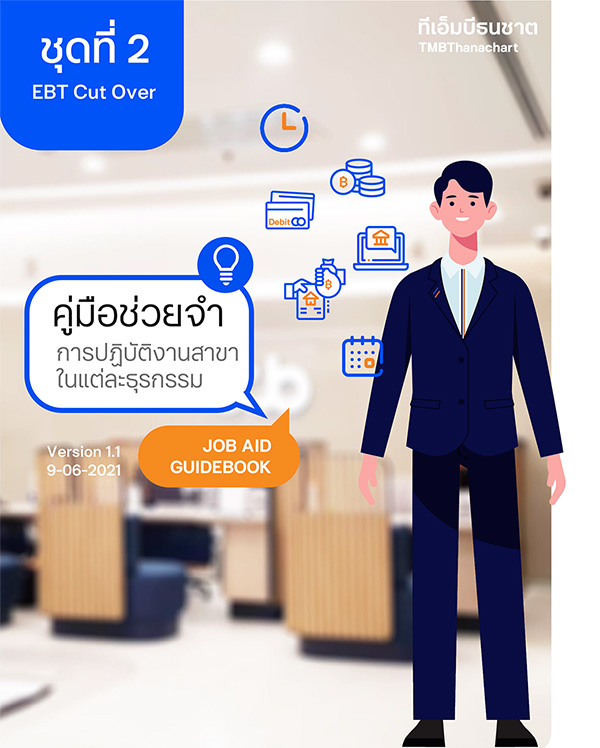 ชุดที่ 2
EBT Cut Over
ทีเอ็มบีธนชาต
TMBThanachart
Debit
คู่มือช่วยจำ
การปฏิบัติงานสาขา
ในแต่ละธุรกรรม
JOB AID
GUIDEBOOK
Version 1.1
9-06-2021